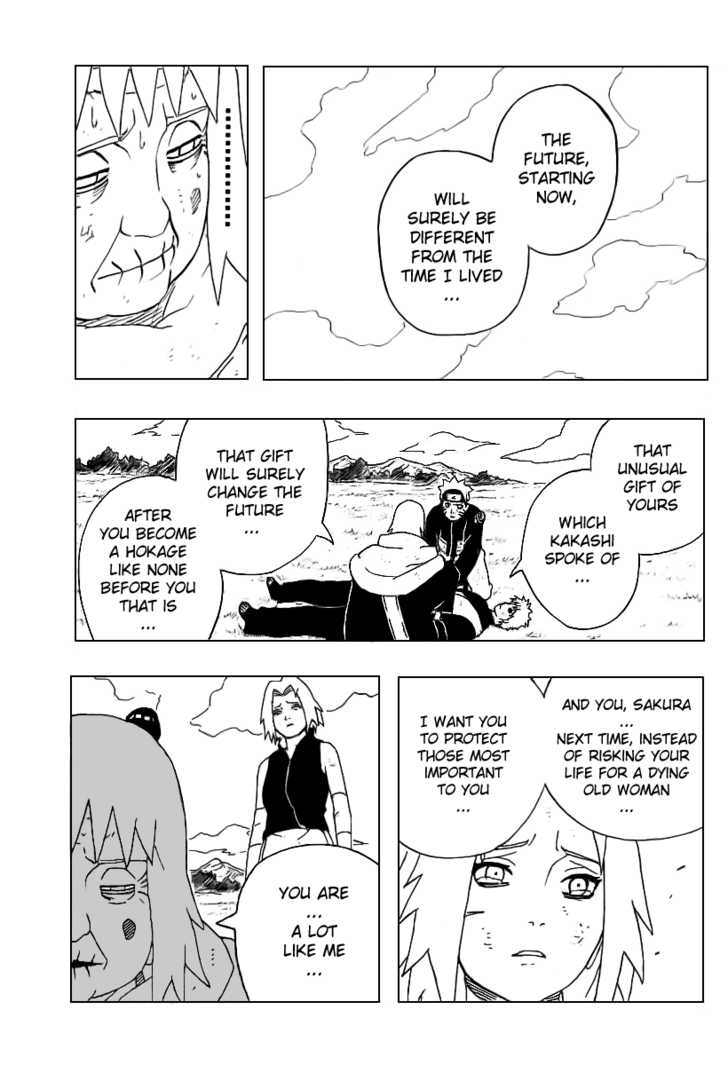 THE
FUTURE,
STARTING
NOW,
WILL
SURELY BE
DIFFERENT
FROM THE
TIME I LIVED
...
...............
THAT
UNUSUAL
GIFT OF
YOURS
WHICH
KAKASHI
SPOKE OF
...
THAT GIFT
WILL SURELY
CHANGE THE
FUTURE
...
AFTER
YOU BECOME
A HOKAGE
LIKE NONE
BEFORE YOU
THAT IS
...
AND YOU, SAKURA
...
NEXT TIME, INSTEAD
OF RISKING YOUR
LIFE FOR A DYING
OLD WOMAN
...
I WANT YOU
TO PROTECT
THOSE MOST
IMPORTANT
TO YOU
...
YOU ARE
...
A LOT
LIKE ME
...